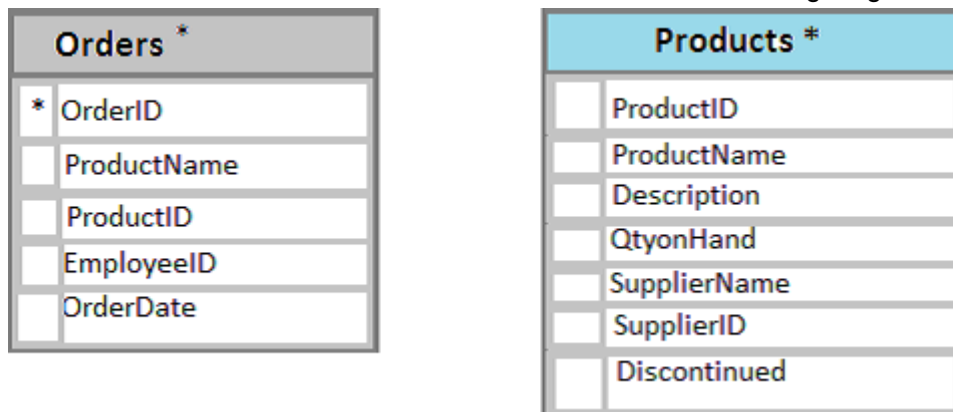 Orders *
* OrderID
ProductName
ProductID
EmployeeID
OrderDate
Products *
ProductID
ProductName
Description
QtyonHand
SupplierName
SupplierID
Discontinued